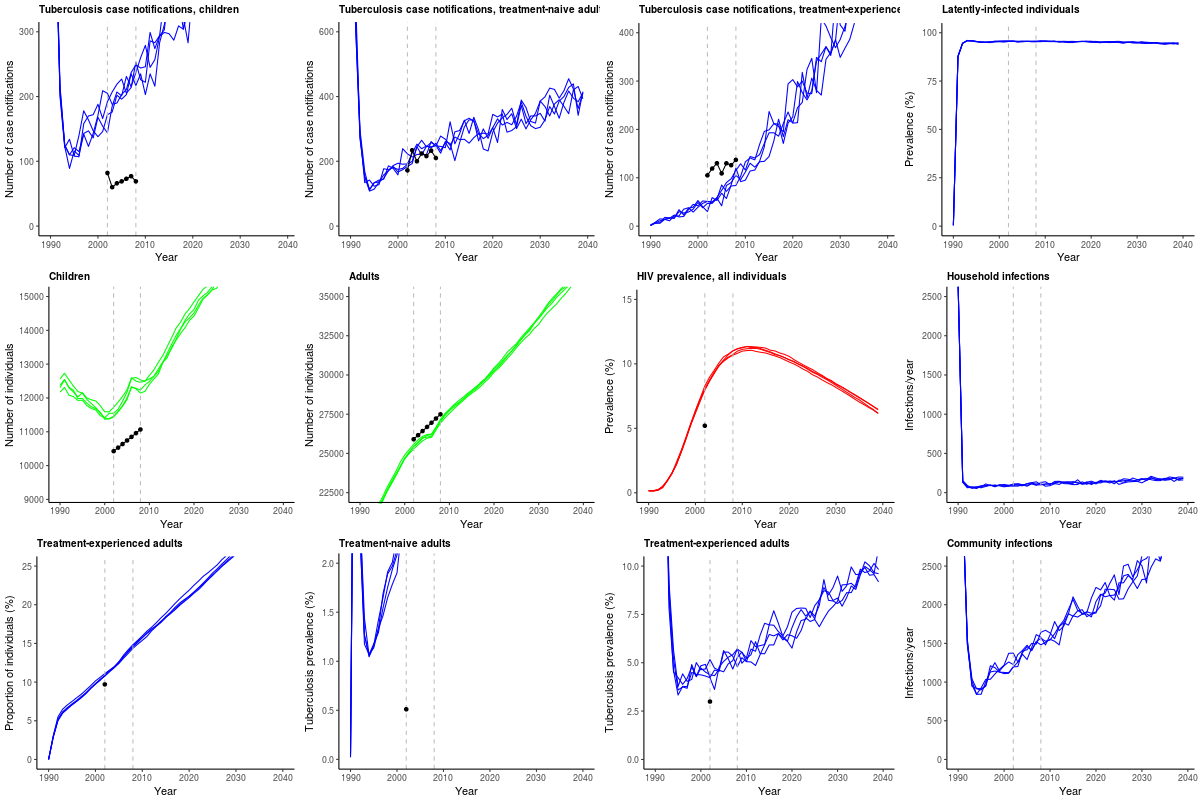 Tuberculosis case notifications, children
Number of case notifications
300
200
100
0
1990 2000 2010 2020 2030 2040
Year
Tuberculosis case notifications, treatment-naive adult
Number of case notifications
600
400
200
0
1990 2000 2010 2020 2030 2040
Year
Tuberculosis case notifications, treatment-experience
Number of case notifications
400
300
200
100
0
1990 2000 2010 2020 2030 2040
Year
Latently-infected individuals
Prevalence (%)
100
75
50
25
0
1990 2000 2010 2020 2030 2040
Year
Children
Number of individuals
15000
14000
13000
12000
11000
10000
9000
1990 2000 2010 2020 2030 2040
Year
Adults
Number of individuals
35000
32500
30000
27500
25000
22500
1990 2000 2010 2020 2030 2040
Year
HIV prevalence, all individuals
Prevalence (%)
15
10
5
0
1990 2000 2010 2020 2030 2040
Year
Household infections
Infections/year
2500
2000
1500
1000
500
0
1990 2000 2010 2020 2030 2040
Year
Treatment-experienced adults
Proportion of individuals (%)
25
20
15
10
5
0
1990 2000 2010 2020 2030 2040
Year
Treatment-naive adults
Tuberculosis prevalence (%)
2.0
1.5
1.0
0.5
0.0
1990 2000 2010 2020 2030 2040
Year
Treatment-experienced adults
Tuberculosis prevalence (%)
10.0
7.5
5.0
2.5
0.0
1990 2000 2010 2020 2030 2040
Year
Community infections
Infections/year
2500
2000
1500
1000
500
0
1990 2000 2010 2020 2030 2040
Year